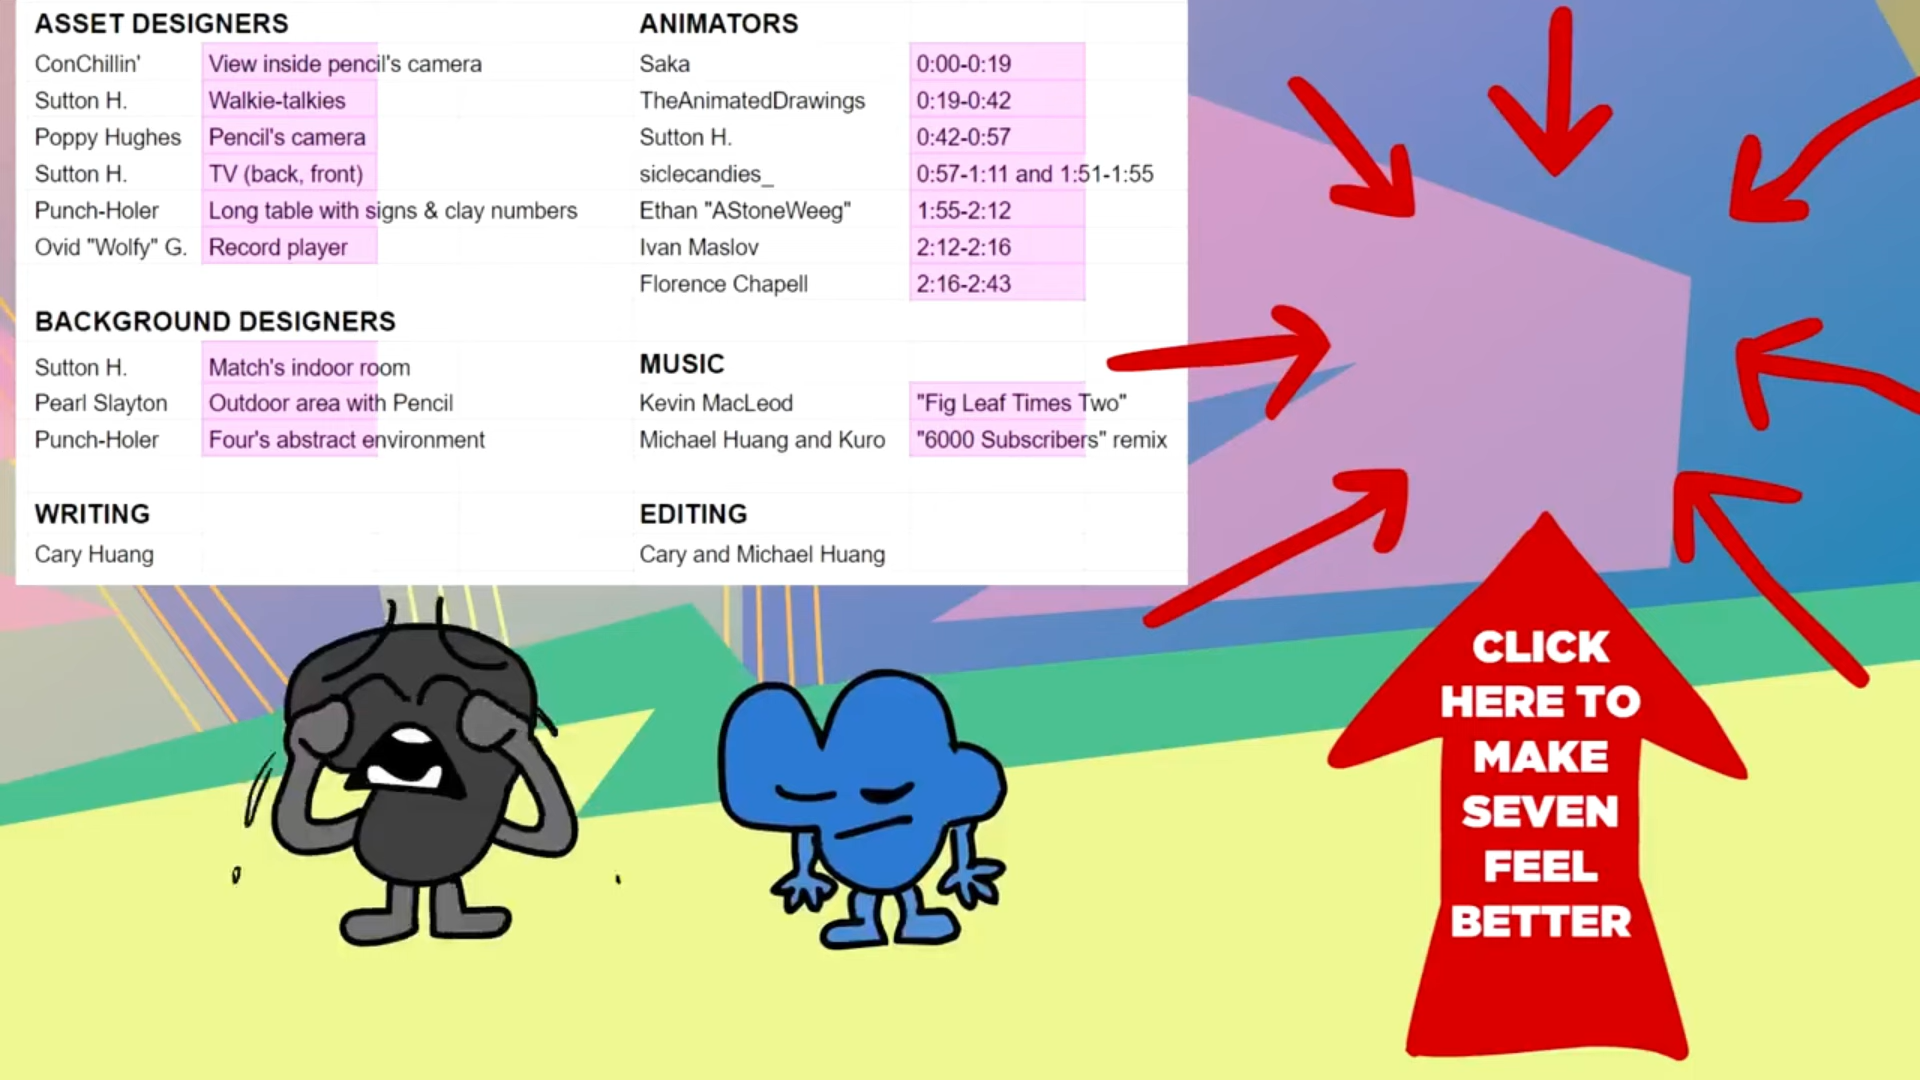 ASSET DESIGNERS
ConChillin' View inside pencil's camera
Sutton H. Walkie-talkies
Poppy Hughes Pencil's camera
Sutton H. TV (back, front)
Punch-Holer Long table with signs & clay numbers
Ovid "Wolfy" G. Record player
BACKGROUND DESIGNERS
Sutton H. Match's indoor room
Pearl Slayton Outdoor area with Pencil
Punch-Holer Four's abstract environment
WRITING
Cary Huang
ANIMATORS
Saka 0:00-0:19
TheAnimatedDrawings 0:19-0:42
Sutton H. 0:42-0:57
siclecandies_ 0:57-1:11 and 1:51-1:55
Ethan "AStoneWeeg" 1:55-2:12
Ivan Maslov 2:12-2:16
Florence Chapell 2:16-2:43
MUSIC
Kevin MacLeod "Fig Leaf Times Two"
Michael Huang and Kuro "6000 Subscribers" remix
EDITING
Cary and Michael Huang
CLICK
HERE TO
MAKE
SEVEN
FEEL
BETTER